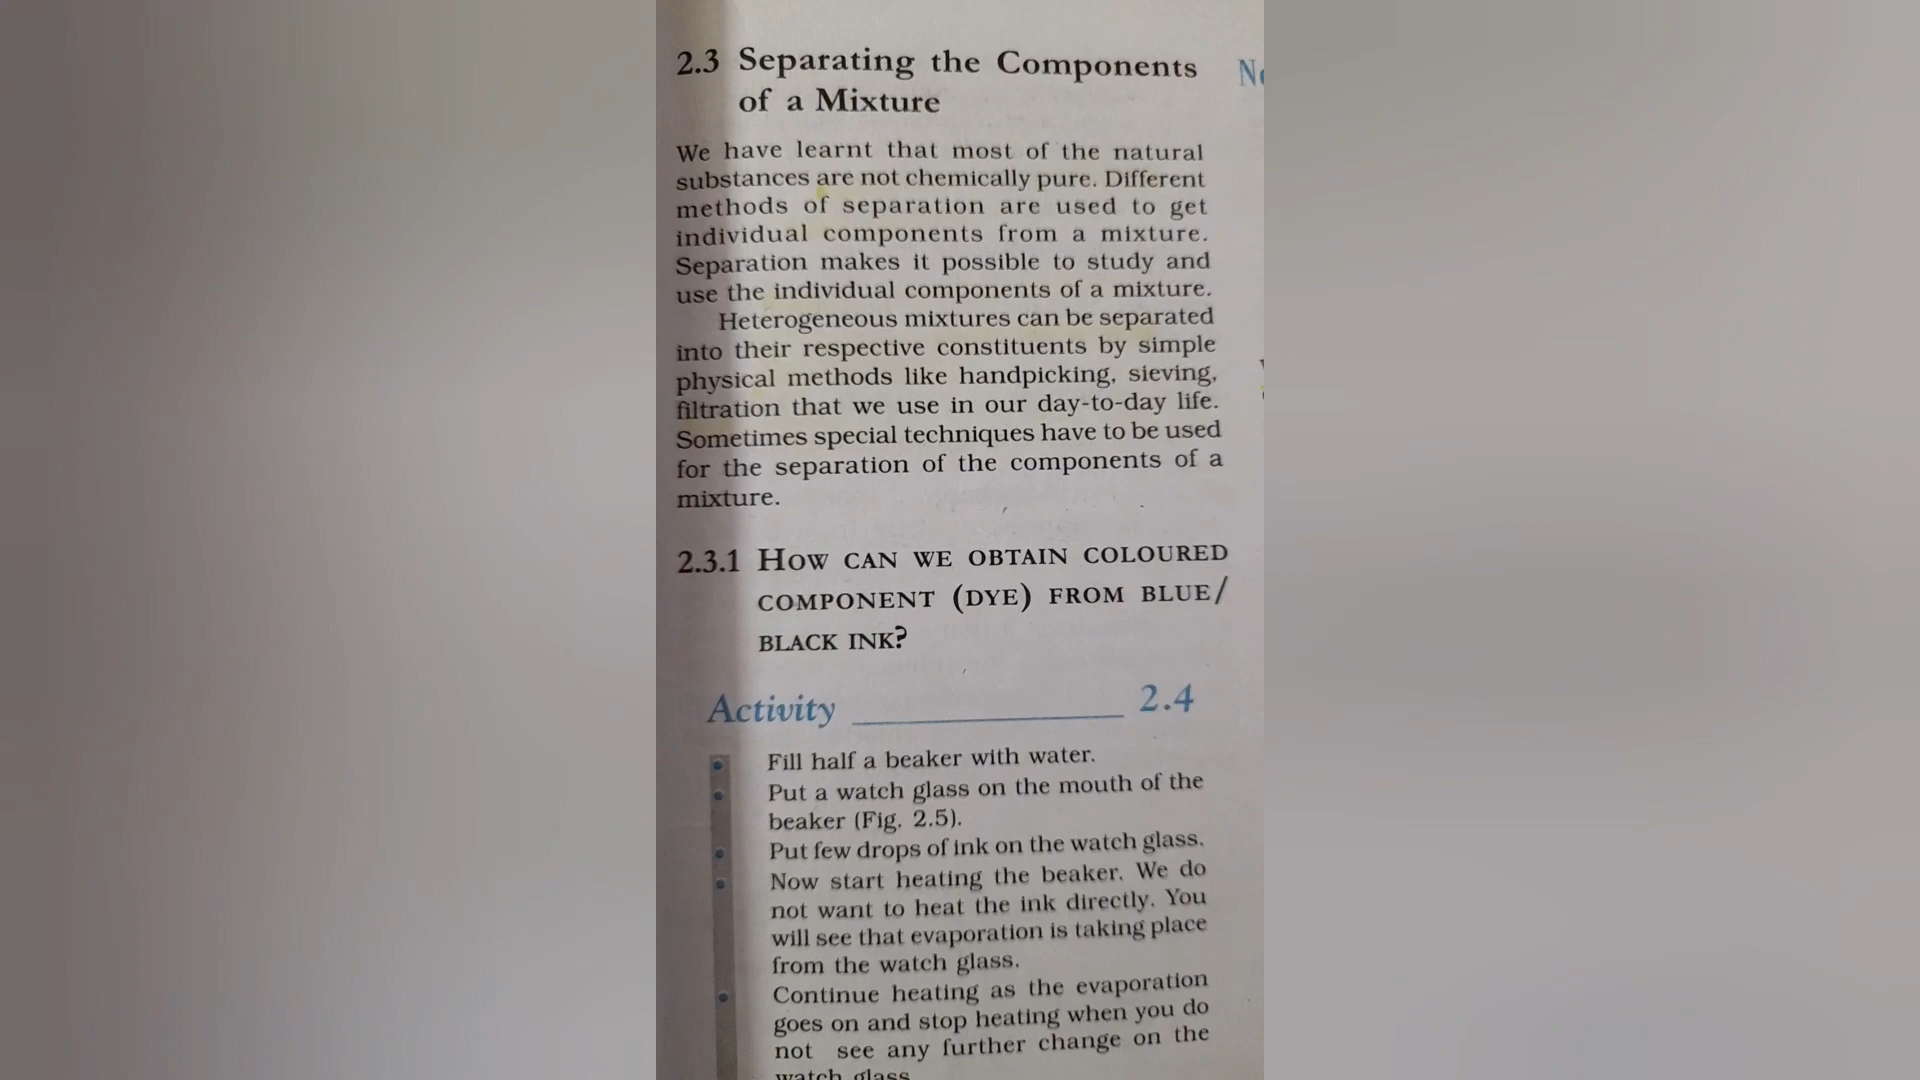 2.3 Separating the Components
of a Mixture
We have learnt that most of the natural
substances are not chemically pure. Different
methods of separation are used to get
individual components from a mixture.
Separation makes it possible to study and
use the individual components of a mixture.
Heterogeneous mixtures can be separated
into their respective constituents by simple
physical methods like handpicking, sieving,
filtration that we use in our day-to-day life.
Sometimes special techniques have to be used
for the separation of the components of a
mixture.
2.3.1 HOW CAN WE OBTAIN COLOURED
COMPONENT (DYE) FROM BLUE/
BLACK INK?
Activity 2.4
• Fill half a beaker with water.
• Put a watch glass on the mouth of the
beaker (Fig. 2.5).
• Put few drops of ink on the watch glass.
• Now start heating the beaker. We do
not want to heat the ink directly. You
will see that evaporation is taking place
from the watch glass.
• Continue heating as the evaporation
goes on and stop heating when you do
not see any further change on the
watch glass